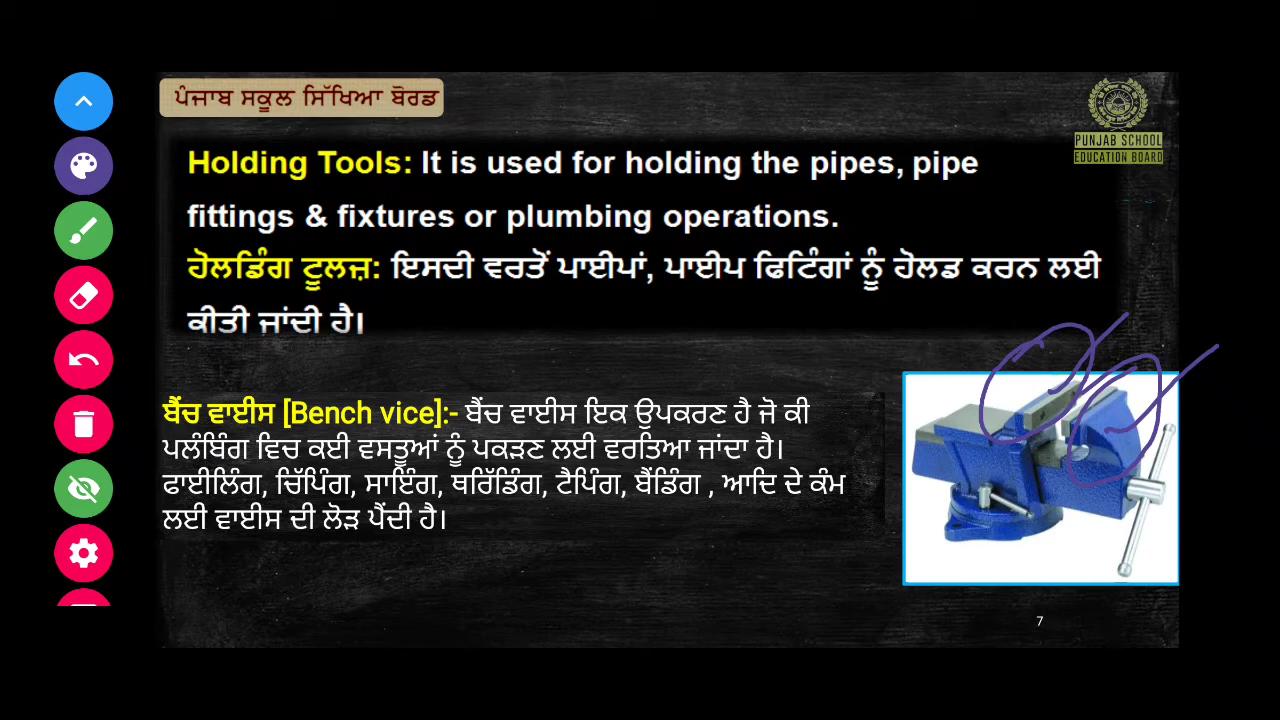 ਪੰਜਾਬ ਸਕੂਲ ਸਿੱਖਿਆ ਬੋਰਡ
PUNJAB SCHOOL
EDUCATION BOARD
Holding Tools: It is used for holding the pipes, pipe
fittings & fixtures or plumbing operations.
ਹੋਲਡਿੰਗ ਟੂਲਜ਼: ਇਸਦੀ ਵਰਤੋਂ ਪਾਈਪਾਂ, ਪਾਈਪ ਫਿਟਿੰਗਾਂ ਨੂੰ ਹੋਲਡ ਕਰਨ ਲਈ
ਕੀਤੀ ਜਾਂਦੀ ਹੈ।
ਬੈਂਚ ਵਾਈਸ [Bench vice]:- ਬੈਂਚ ਵਾਈਸ ਇਕ ਉਪਕਰਣ ਹੈ ਜੋ ਕੀ
ਪਲੰਬਿੰਗ ਵਿਚ ਕਈ ਵਸਤੂਆਂ ਨੂੰ ਪਕੜਣ ਲਈ ਵਰਤਿਆ ਜਾਂਦਾ ਹੈ।
ਫਾਈਲਿੰਗ, ਚਿੱਪਿੰਗ, ਸਾਇੰਗ, ਥਰਿੱਡਿੰਗ, ਟੈਪਿੰਗ, ਬੈਂਡਿੰਗ , ਆਦਿ ਦੇ ਕੰਮ
ਲਈ ਵਾਈਸ ਦੀ ਲੋੜ ਪੈਂਦੀ ਹੈ।
7